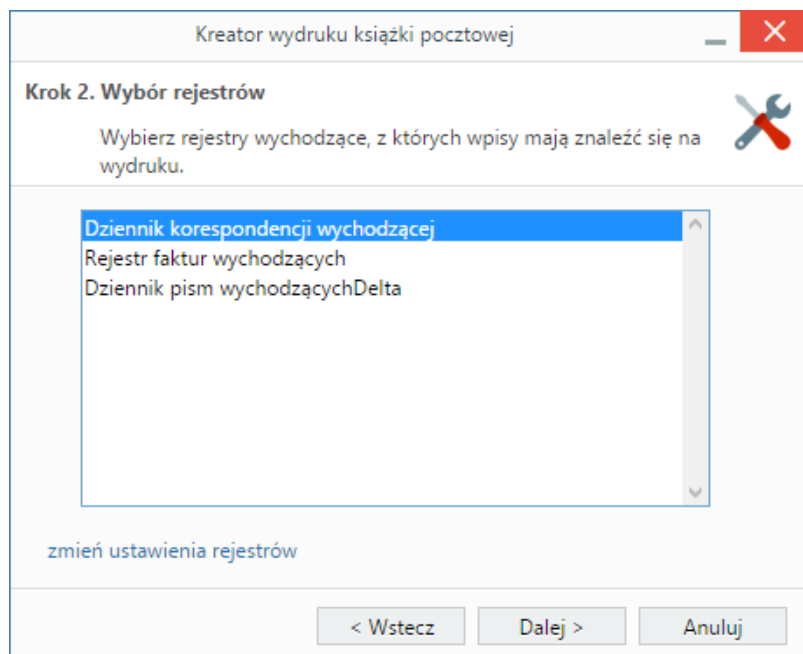 Kreator wydruku książki pocztowej
Krok 2. Wybór rejestrów
Wybierz rejestry wychodzące, z których wpisy mają znaleźć się na
wydruku.
Dziennik korespondencji wychodzącej
Rejestr faktur wychodzących
Dziennik pism wychodzącychDelta
zmień ustawienia rejestrów
< Wstecz Dalej > Anuluj